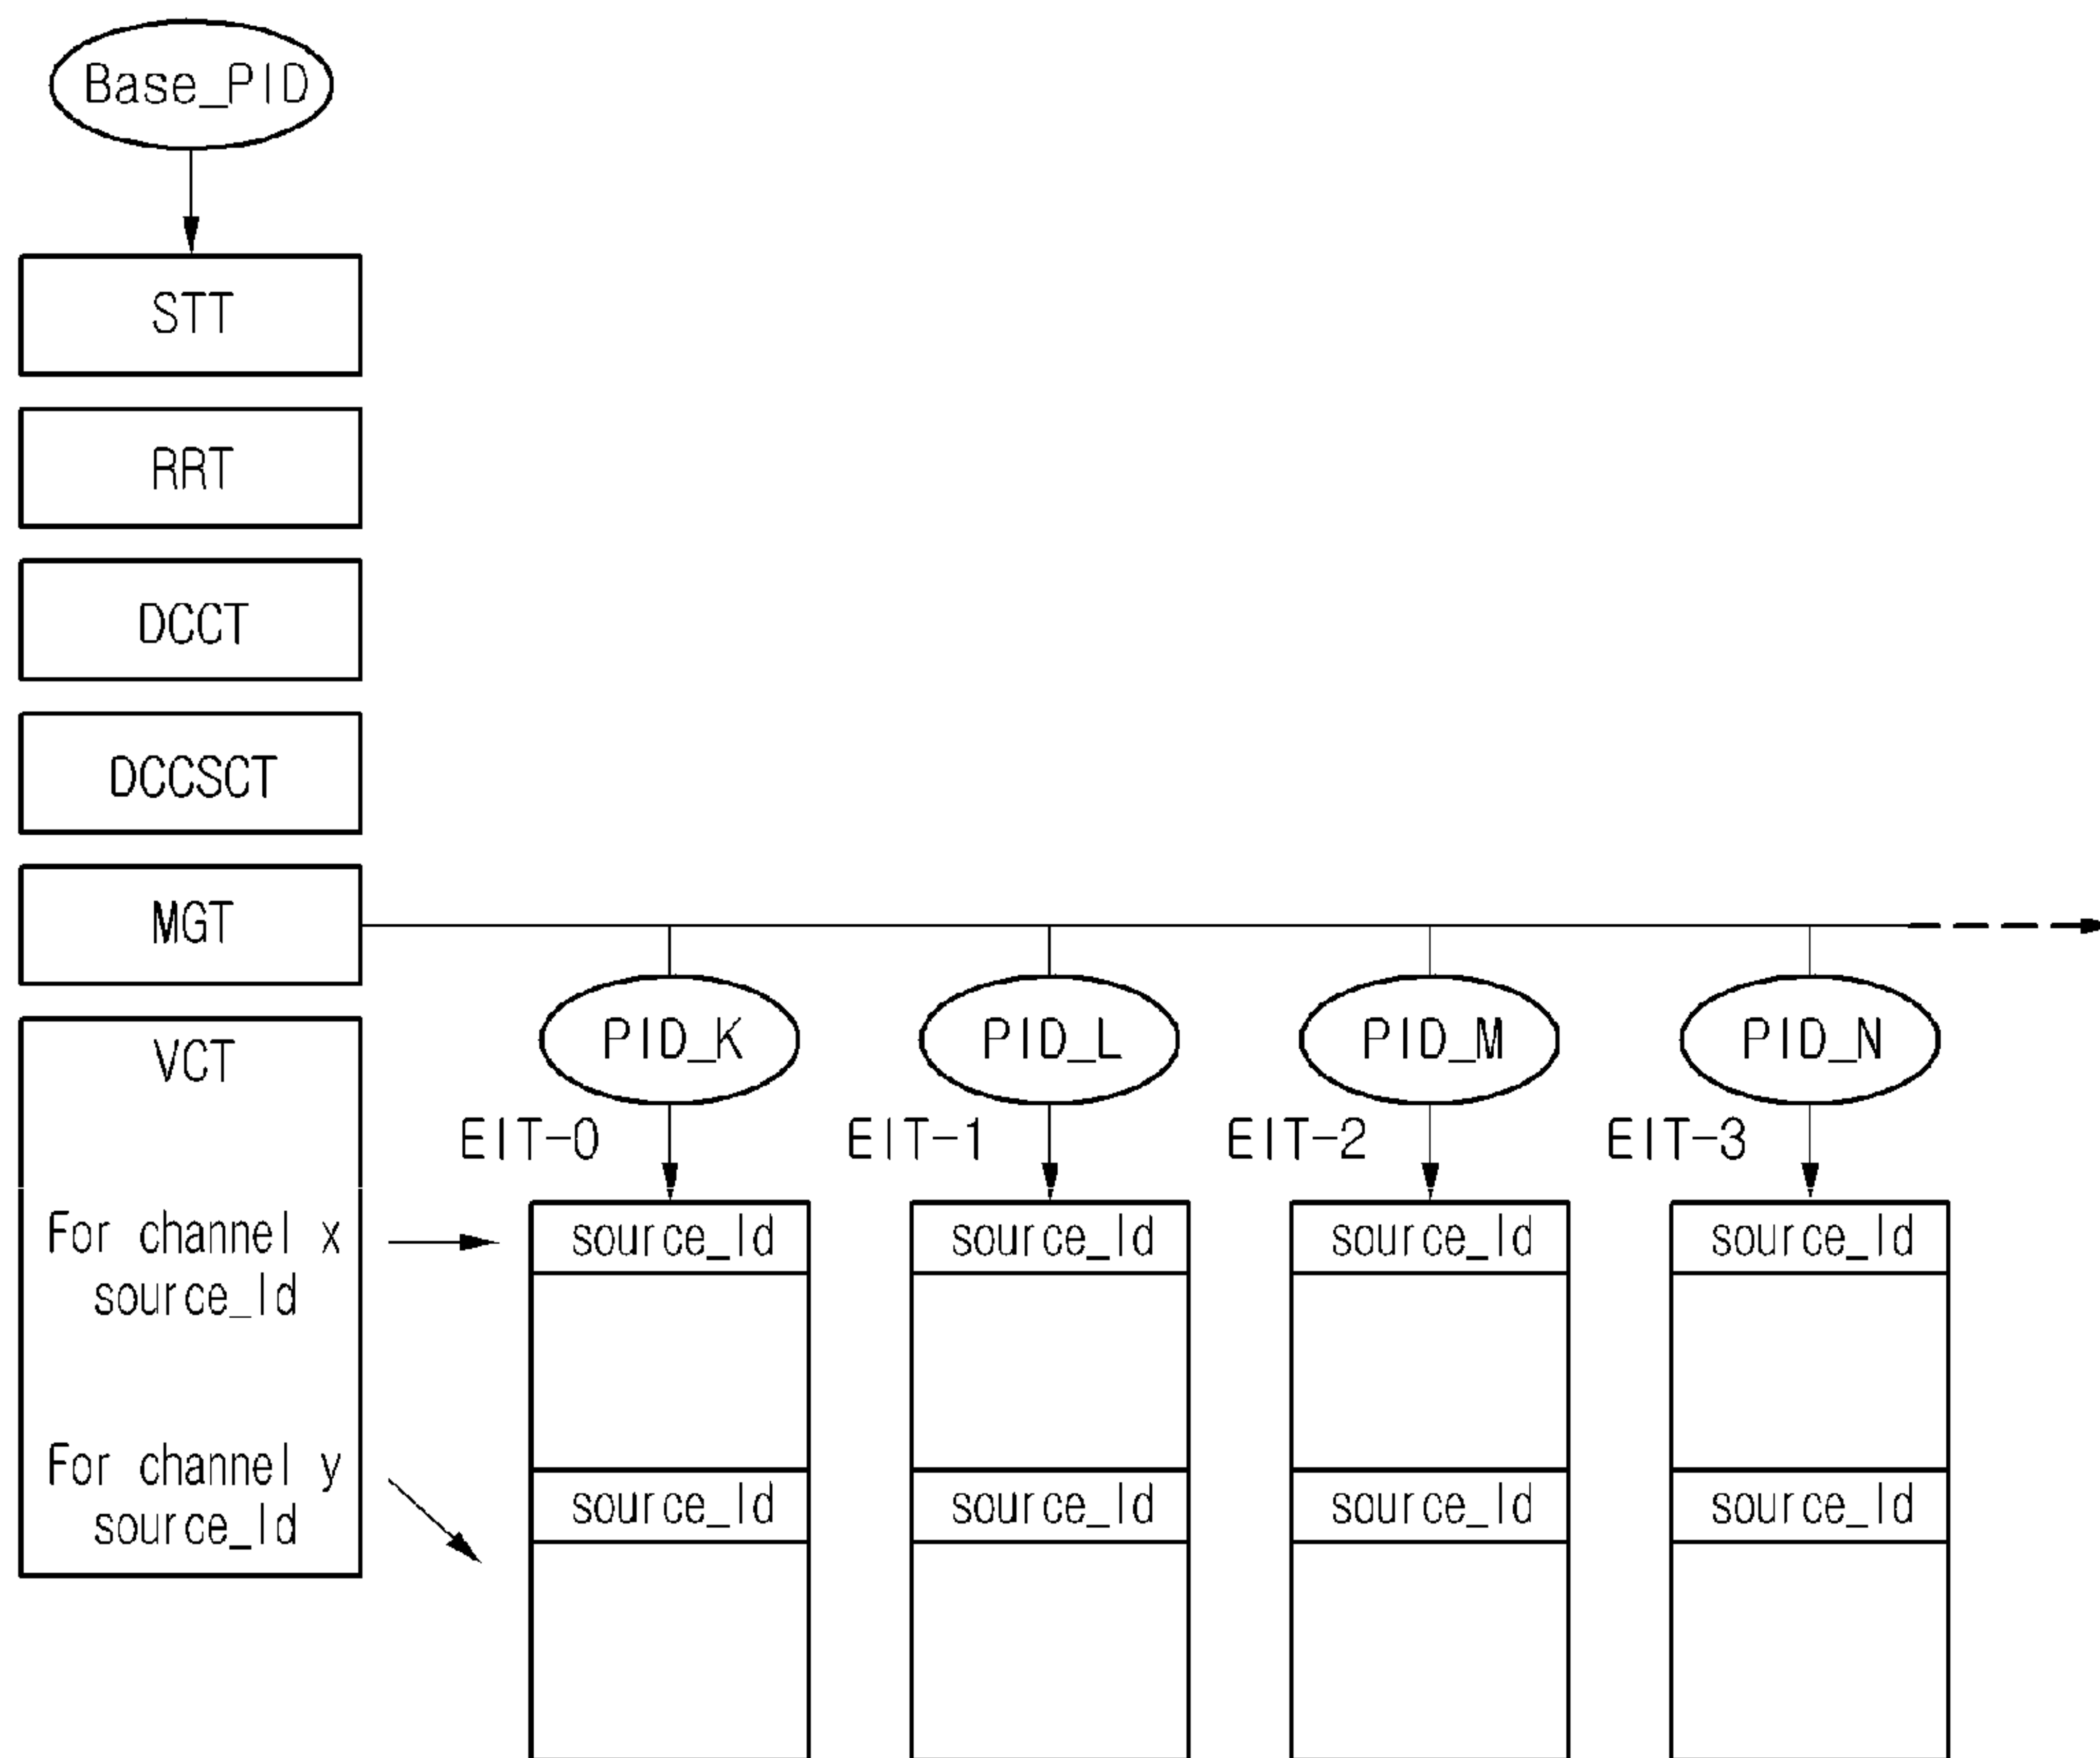 Base_PID
STT
RRT
DCCT
DCCSCT
MGT
VCT
PID_K
PID_L
PID_M
PID_N
EIT-0
EIT-1
EIT-2
EIT-3
For channel x
source_Id
source_Id
source_Id
source_Id
source_Id
For channel y
source_Id
source_Id
source_Id
source_Id
source_Id